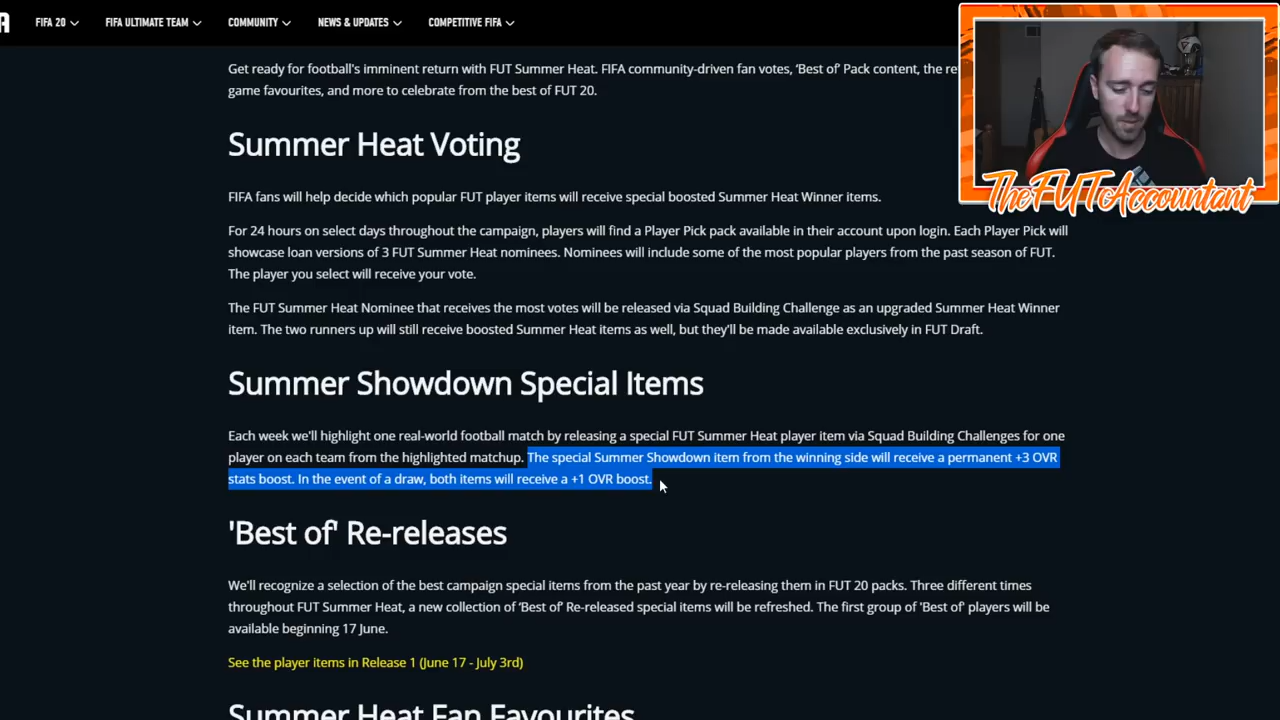 FIFA 20
FIFA ULTIMATE TEAM
COMMUNITY
NEWS & UPDATES
COMPETITIVE FIFA
Get ready for football's imminent return with FUT Summer Heat. FIFA community-driven fan votes, 'Best of' Pack content, the re
game favourites, and more to celebrate from the best of FUT 20.
TheFUTAccountant
Summer Heat Voting
FIFA fans will help decide which popular FUT player items will receive special boosted Summer Heat Winner items.
For 24 hours on select days throughout the campaign, players will find a Player Pick pack available in their account upon login. Each Player Pick will
showcase loan versions of 3 FUT Summer Heat nominees. Nominees will include some of the most popular players from the past season of FUT.
The player you select will receive your vote.
The FUT Summer Heat Nominee that receives the most votes will be released via Squad Building Challenge as an upgraded Summer Heat Winner
item. The two runners up will still receive boosted Summer Heat items as well, but they'll be made available exclusively in FUT Draft.
Summer Showdown Special Items
Each week we'll highlight one real-world football match by releasing a special FUT Summer Heat player item via Squad Building Challenges for one
player on each team from the highlighted matchup. The special Summer Showdown item from the winning side will receive a permanent +3 OVR
stats boost. In the event of a draw, both items will receive a +1 OVR boost.
'Best of' Re-releases
We'll recognize a selection of the best campaign special items from the past year by re-releasing them in FUT 20 packs. Three different times
throughout FUT Summer Heat, a new collection of 'Best of' Re-released special items will be refreshed. The first group of 'Best of' players will be
available beginning 17 June.
See the player items in Release 1 (June 17 - July 3rd)
Summer Heat Fan Favourites